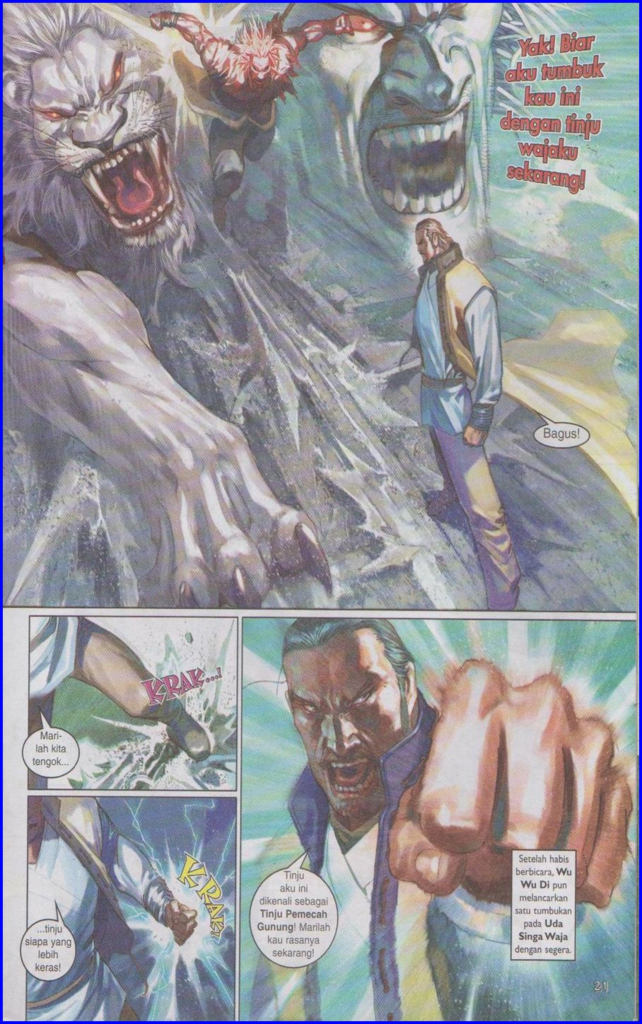 Yak! Biar
aku tumbuk
kau ini
dengan tinju
wajaku
sekarang!
Bagus!
KRAK...!
Mari-
lah kita
tengok...
KRAK!
...tinju
siapa yang
lebih
keras!
Tinju
aku ini
dikenali sebagai
Tinju Pemecah
Gunung! Marilah
kau rasanya
sekarang!
Setelah habis
berbicara, Wu
Wu Di pun
melancarkan
satu tumbukan
pada Uda
Singa Waja
dengan segera.
21